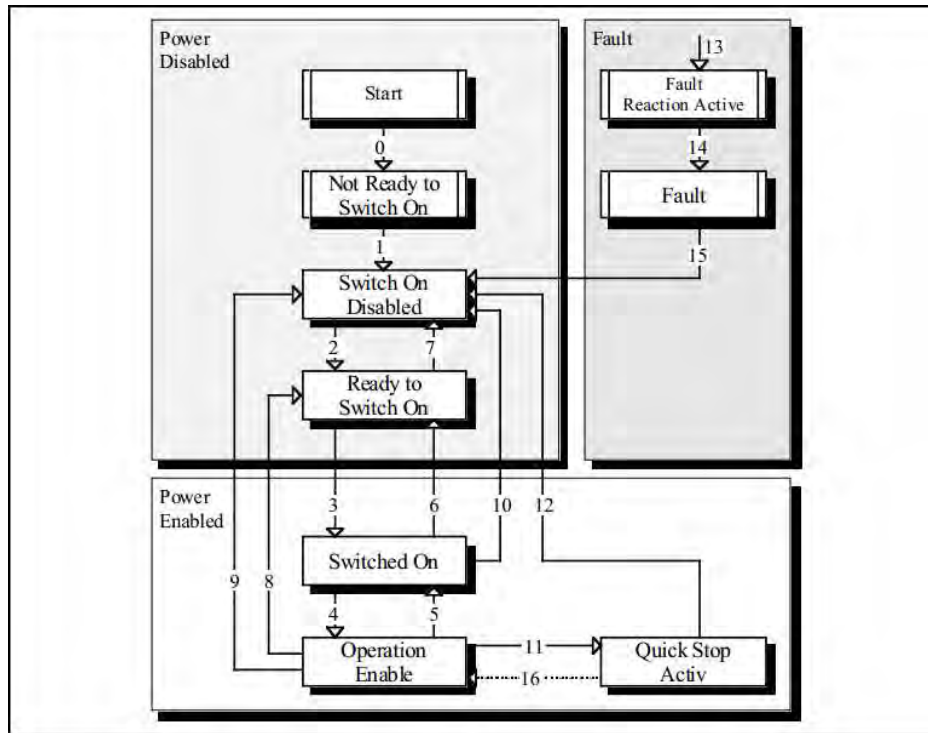 Power
Disabled
Fault
13
Start
Fault
Reaction Active
0
14
Not Ready to
Switch On
Fault
1
15
Switch On
Disabled
2
7
Ready to
Switch On
3
6
10
12
Power
Enabled
Switched On
9
8
4
5
Operation
Enable
11
16
Quick Stop
Activ